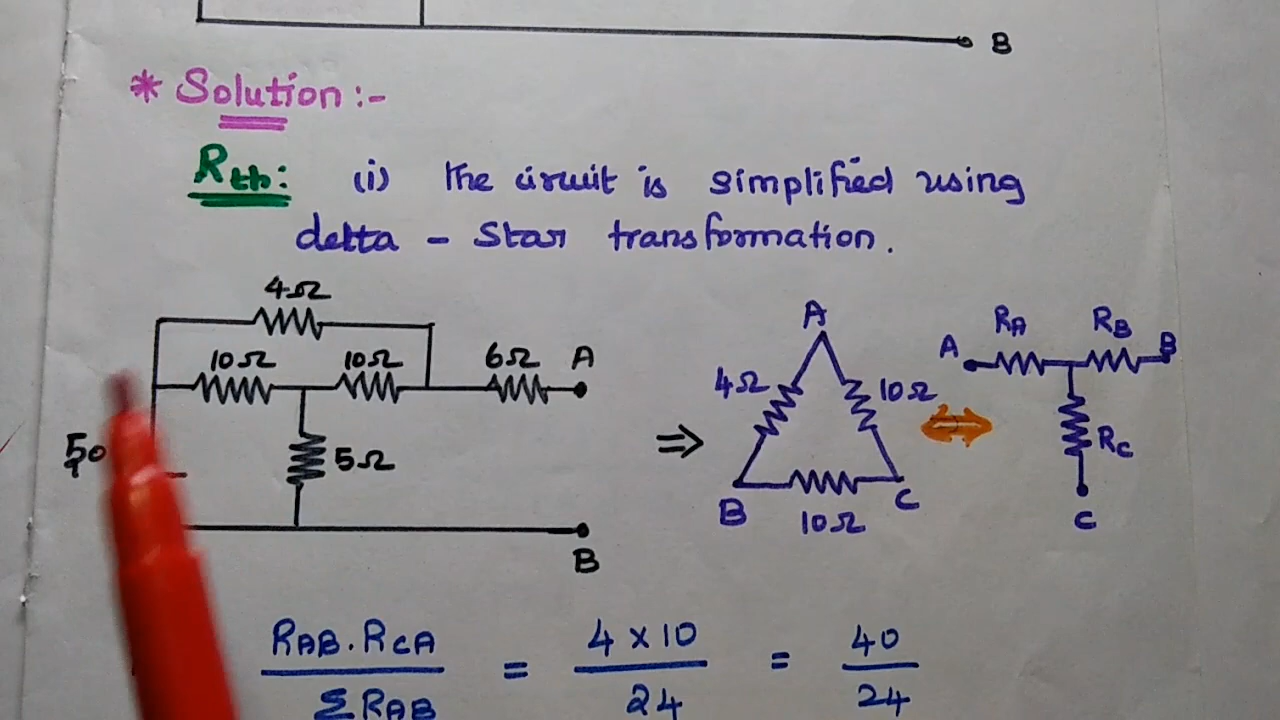 B
* Solution :-
Rth: (i) The circuit is simplified using
delta - Star transformation.
4Ω
10Ω 10Ω 6Ω A
50
5Ω
B
⇒
A
4Ω 10Ω
B C
10Ω
A RA RB B
RC
C
RAB.RCA / ΣRAB = 4 x 10 / 24 = 40 / 24